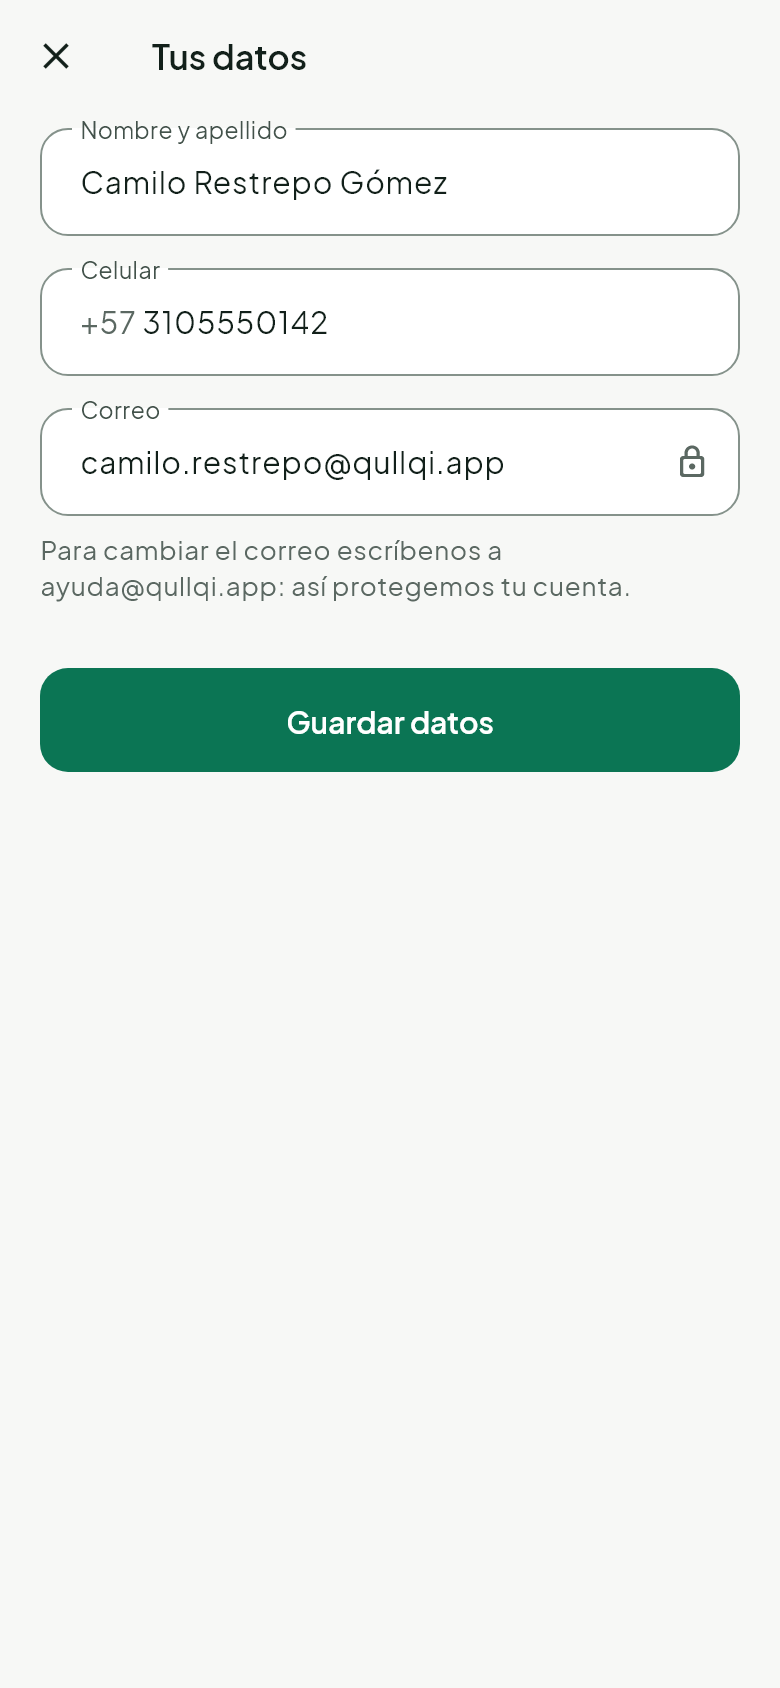 Tus datos
Nombre y apellido
Camilo Restrepo Gómez
Celular
+57 3105550142
Correo
camilo.restrepo@qullqi.app
Para cambiar el correo escríbenos a
ayuda@qullqi.app: así protegemos tu cuenta.
Guardar datos